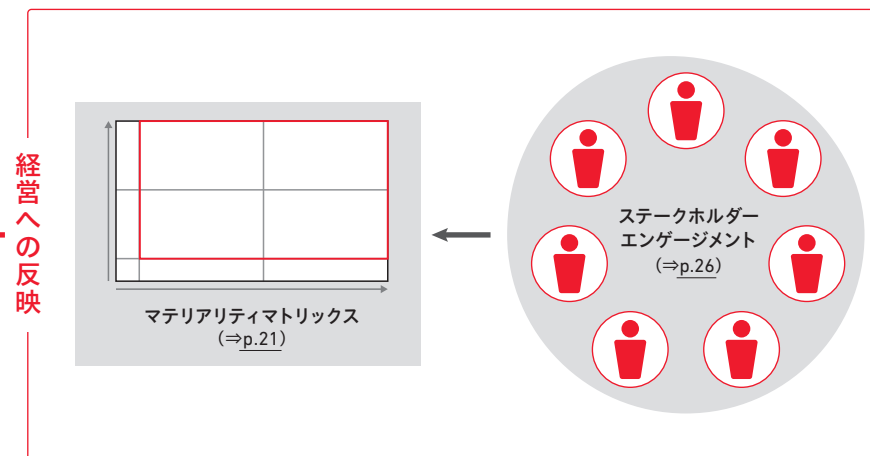 経営への反映
マテリアリティマトリックス
(⇒p.21)
ステークホルダー
エンゲージメント
(⇒p.26)